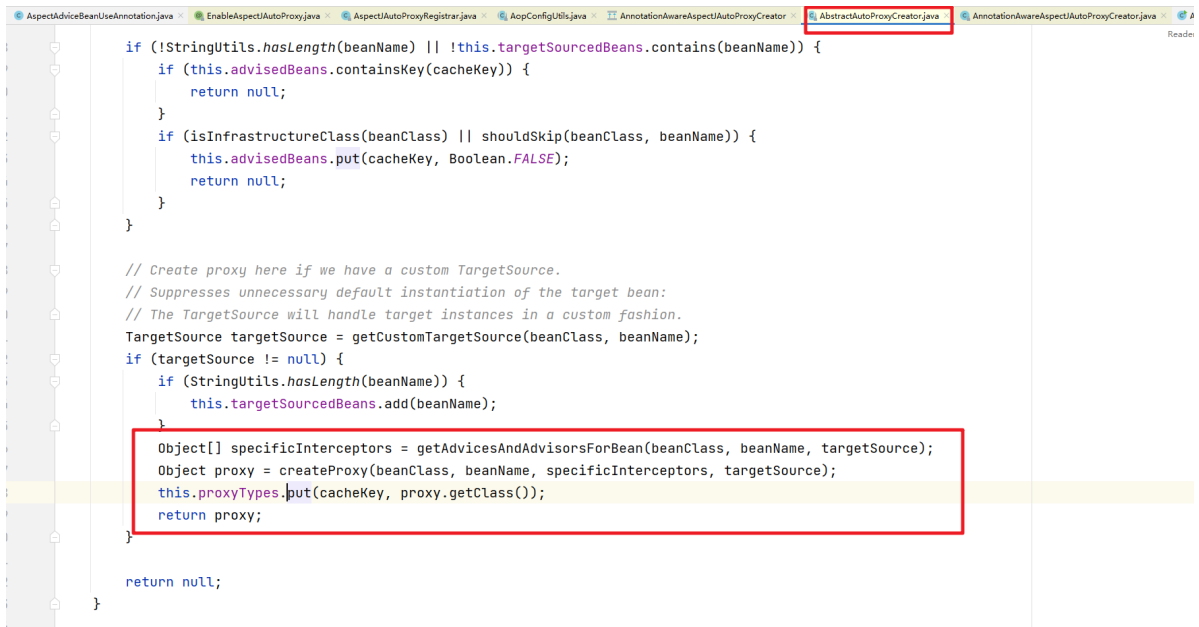 AspectAdviceBeanUseAnnotation.java EnableAspectJAutoProxy.java AspectJAutoProxyRegistrar.java AopConfigUtils.java AnnotationAwareAspectJAutoProxyCreator AbstractAutoProxyCreator.java AnnotationAwareAspectJAutoProxyCreator.java
Reader
if (!StringUtils.hasLength(beanName) || !this.targetSourcedBeans.contains(beanName)) {
if (this.advisedBeans.containsKey(cacheKey)) {
return null;
}
if (isInfrastructureClass(beanClass) || shouldSkip(beanClass, beanName)) {
this.advisedBeans.put(cacheKey, Boolean.FALSE);
return null;
}
}
// Create proxy here if we have a custom TargetSource.
// Suppresses unnecessary default instantiation of the target bean:
// The TargetSource will handle target instances in a custom fashion.
TargetSource targetSource = getCustomTargetSource(beanClass, beanName);
if (targetSource != null) {
if (StringUtils.hasLength(beanName)) {
this.targetSourcedBeans.add(beanName);
}
Object[] specificInterceptors = getAdvicesAndAdvisorsForBean(beanClass, beanName, targetSource);
Object proxy = createProxy(beanClass, beanName, specificInterceptors, targetSource);
this.proxyTypes.put(cacheKey, proxy.getClass());
return proxy;
}
return null;
}